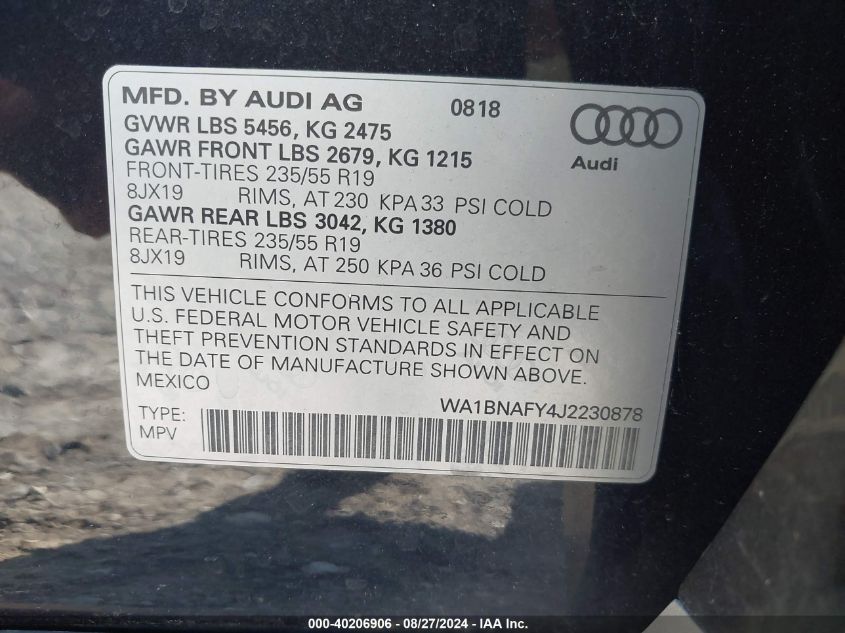 MFD. BY AUDI AG 0818
GVWR LBS 5456, KG 2475
GAWR FRONT LBS 2679, KG 1215
Audi
FRONT-TIRES 235/55 R19
8JX19 RIMS, AT 230 KPA 33 PSI COLD
GAWR REAR LBS 3042, KG 1380
REAR-TIRES 235/55 R19
8JX19 RIMS, AT 250 KPA 36 PSI COLD
THIS VEHICLE CONFORMS TO ALL APPLICABLE
U.S. FEDERAL MOTOR VEHICLE SAFETY AND
THEFT PREVENTION STANDARDS IN EFFECT ON
THE DATE OF MANUFACTURE SHOWN ABOVE.
MEXICO
WA1BNAFY4J2230878
TYPE:
MPV
000-40206906 - 08/27/2024 - IAA Inc.